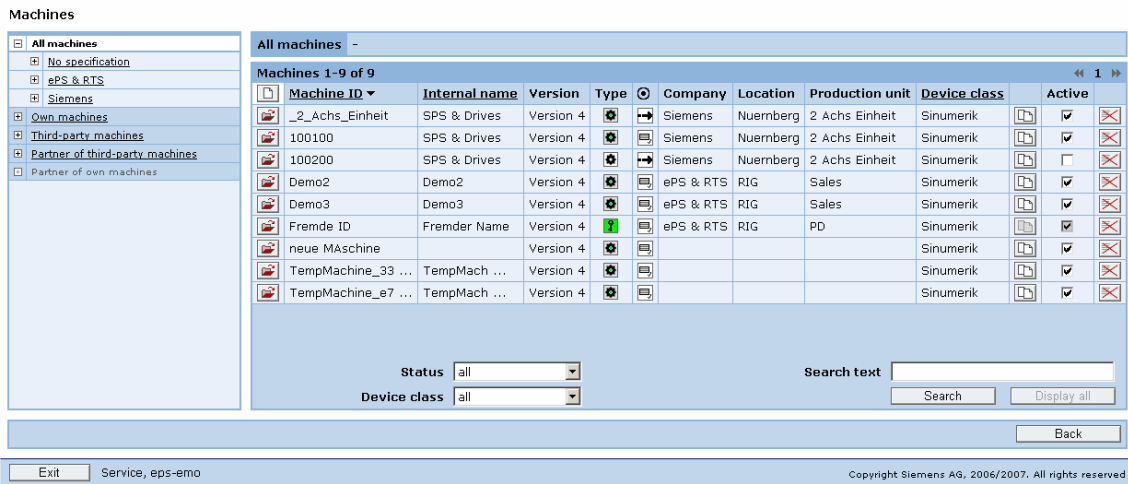 Machines
All machines
No specification
ePS & RTS
Siemens
Own machines
Third-party machines
Partner of third-party machines
Partner of own machines
All machines -
Machines 1-9 of 9 1
Machine ID Internal name Version Type Company Location Production unit Device class Active
_2_Achs_Einheit SPS & Drives Version 4 Siemens Nuernberg 2 Achs Einheit Sinumerik
100100 SPS & Drives Version 4 Siemens Nuernberg 2 Achs Einheit Sinumerik
100200 SPS & Drives Version 4 Siemens Nuernberg 2 Achs Einheit Sinumerik
Demo2 Demo2 Version 4 ePS & RTS RIG Sales Sinumerik
Demo3 Demo3 Version 4 ePS & RTS RIG Sales Sinumerik
Fremde ID Fremder Name Version 4 ePS & RTS RIG PD Sinumerik
neue MAschine Version 4 Sinumerik
TempMachine_33 ... TempMach ... Version 4 Sinumerik
TempMachine_e7 ... TempMach ... Version 4 Sinumerik
Status all Search text
Device class all Search Display all
Back
Exit Service, eps-emo Copyright Siemens AG, 2006/2007. All rights reserved